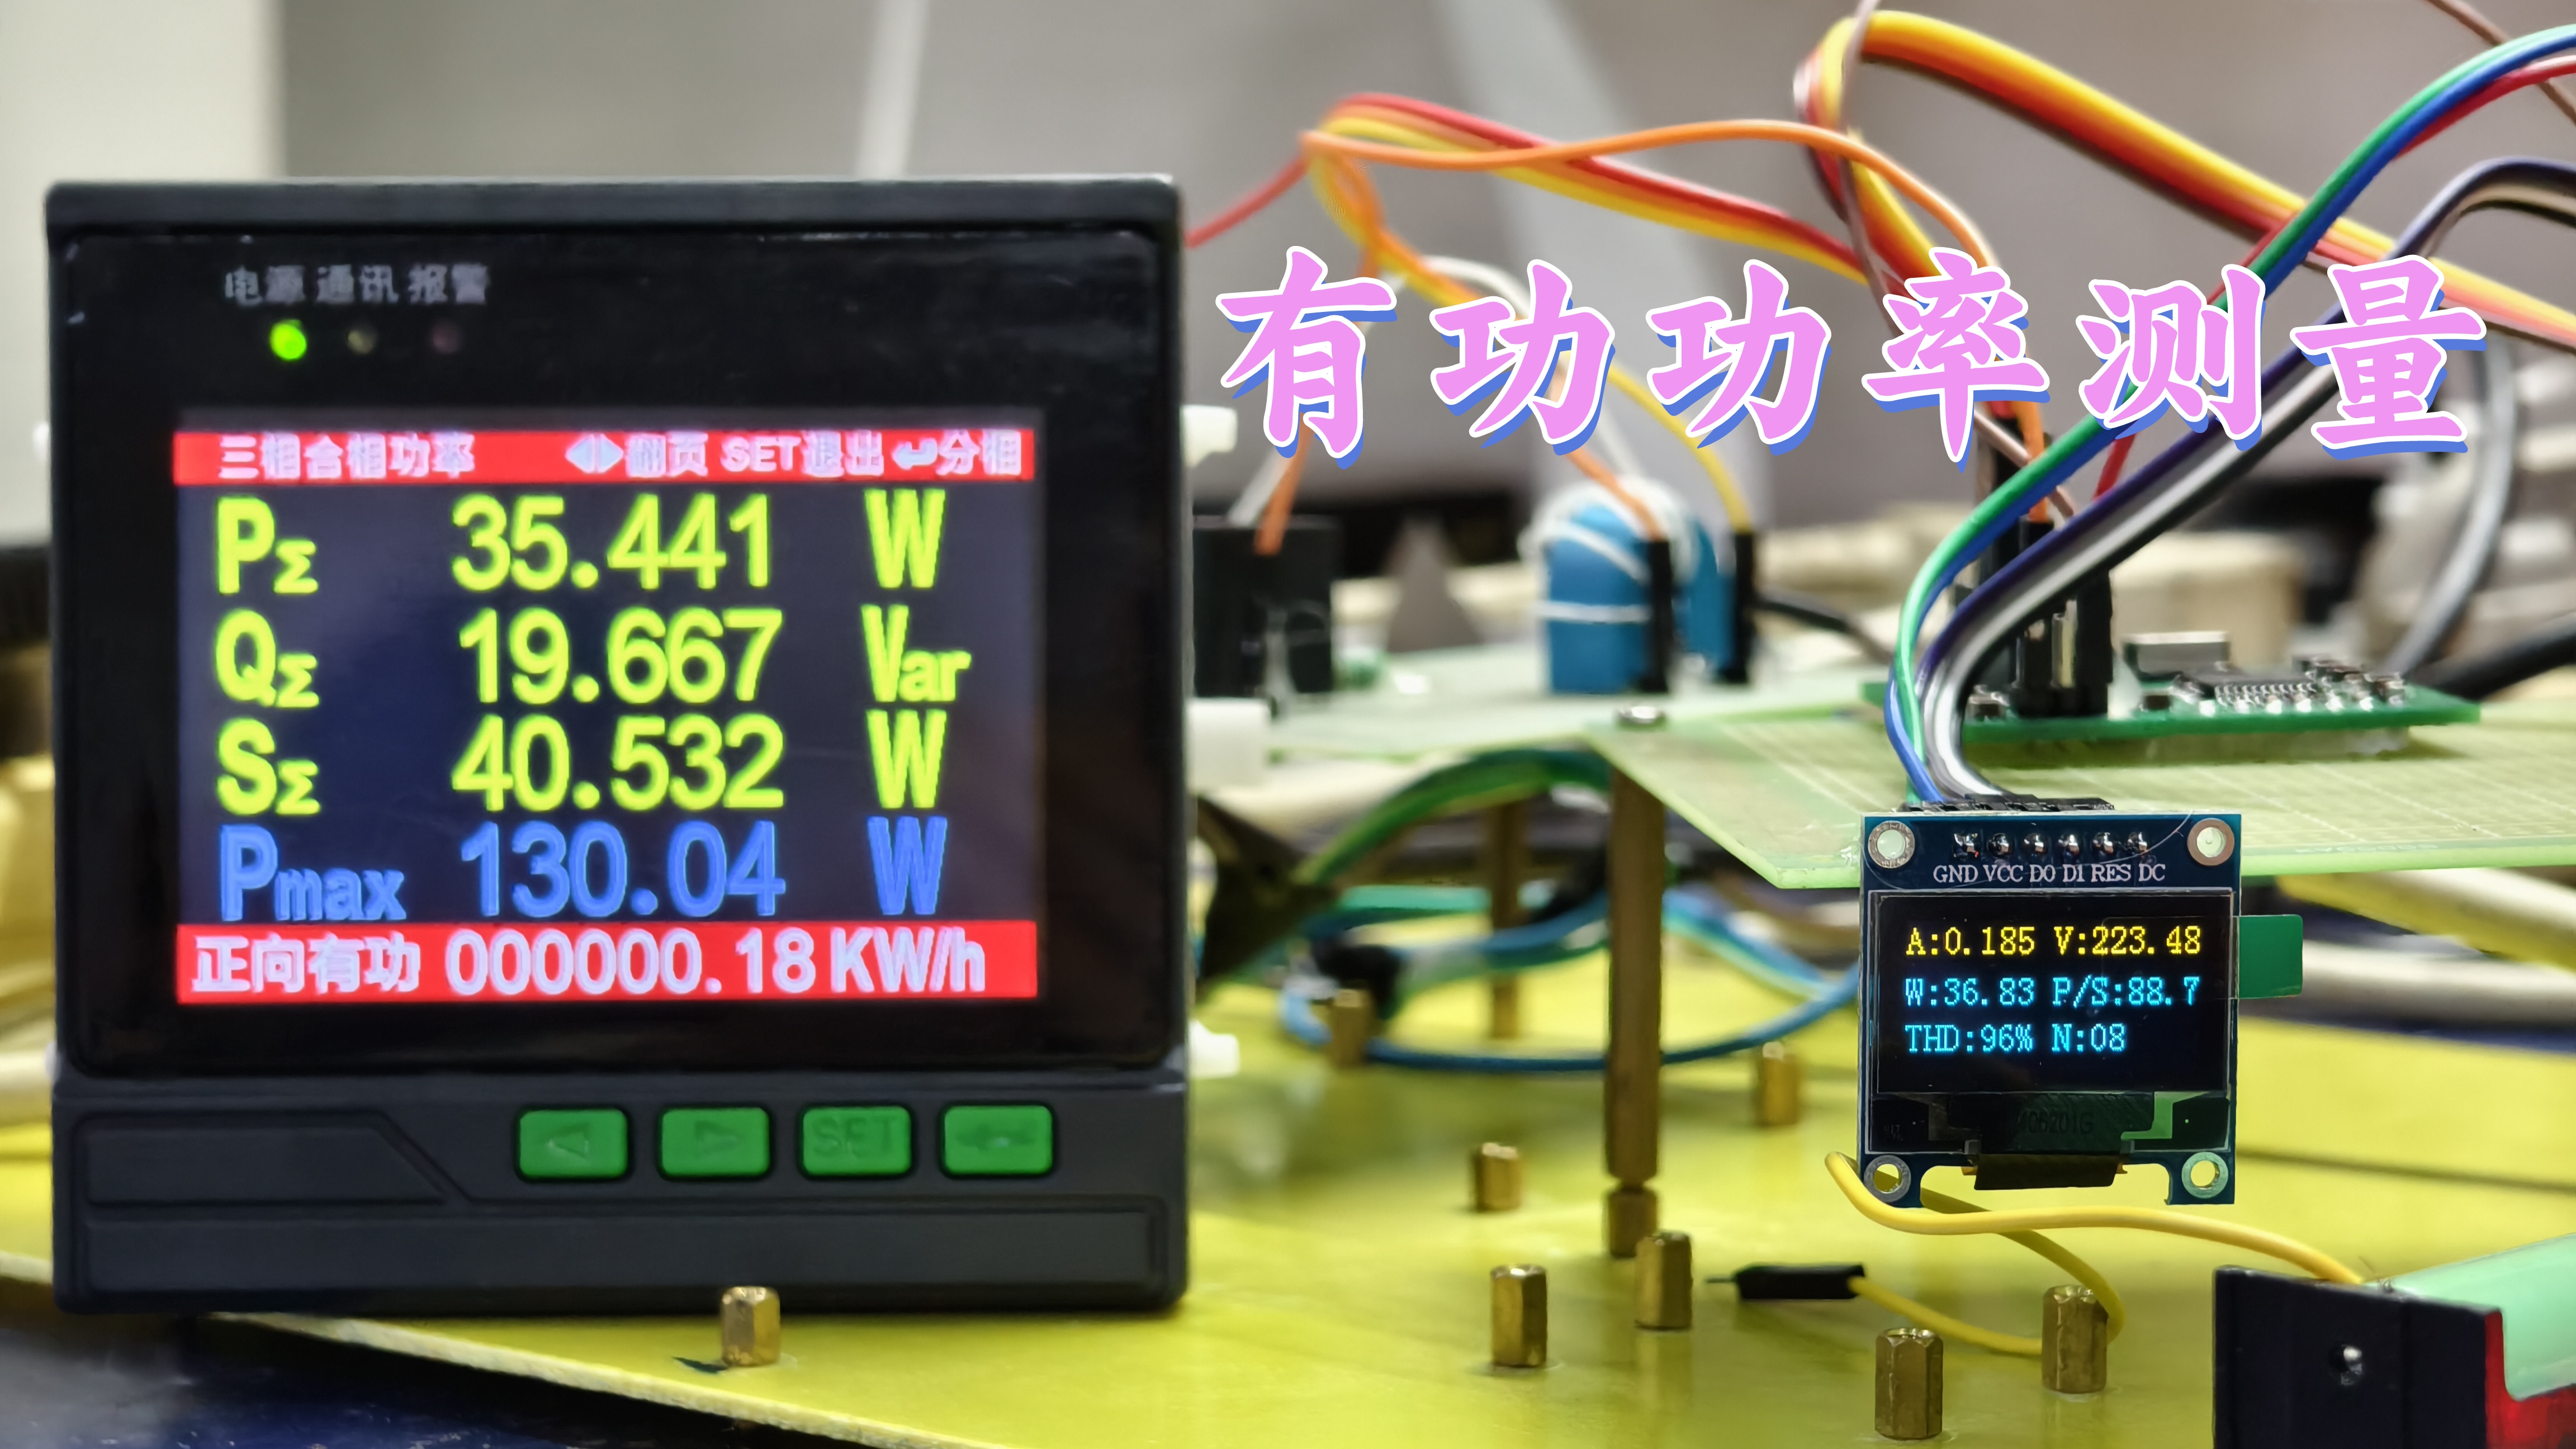 有功功率测量
电源 通讯 报警
三相合相功率 翻页 SET退出 分相
PΣ 35.441 W
QΣ 19.667 Var
SΣ 40.532 W
Pmax 130.04 W
正向有功 000000.18 KW/h
SET
GND VCC D0 D1 RES DC
A:0.185 V:223.48
W:36.83 P/S:88.7
THD:96% N:08